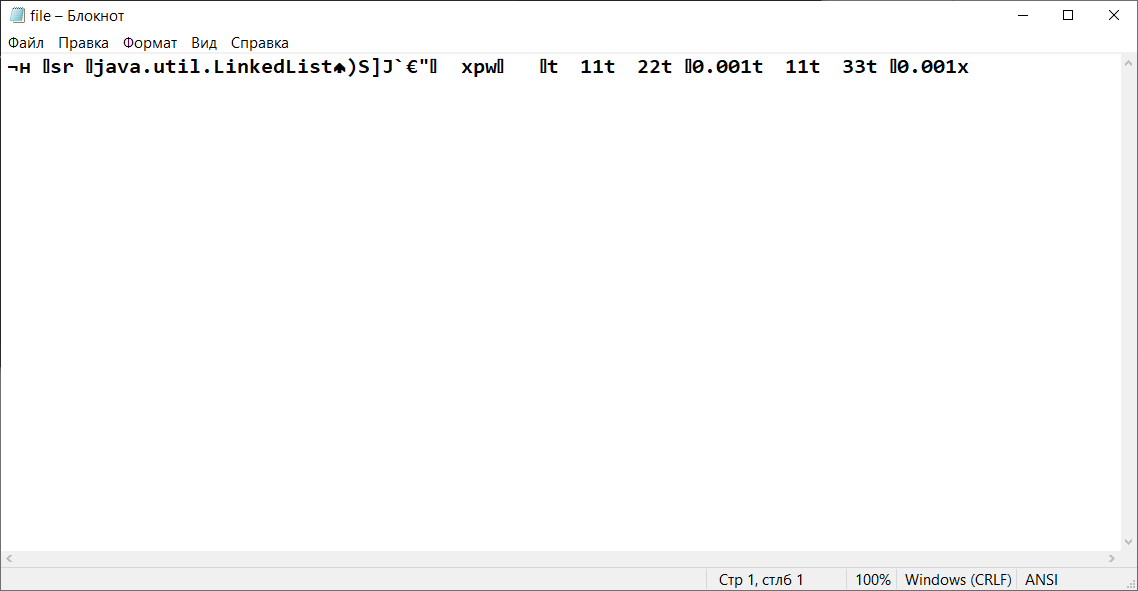 file – Блокнот
Файл Правка Формат Вид Справка
¬н ▯sr ▯java.util.LinkedList♠)S]J`€"▯  xpw▯   ▯t  11t  22t ▯0.001t  11t  33t ▯0.001x
Стр 1, стлб 1 100% Windows (CRLF) ANSI